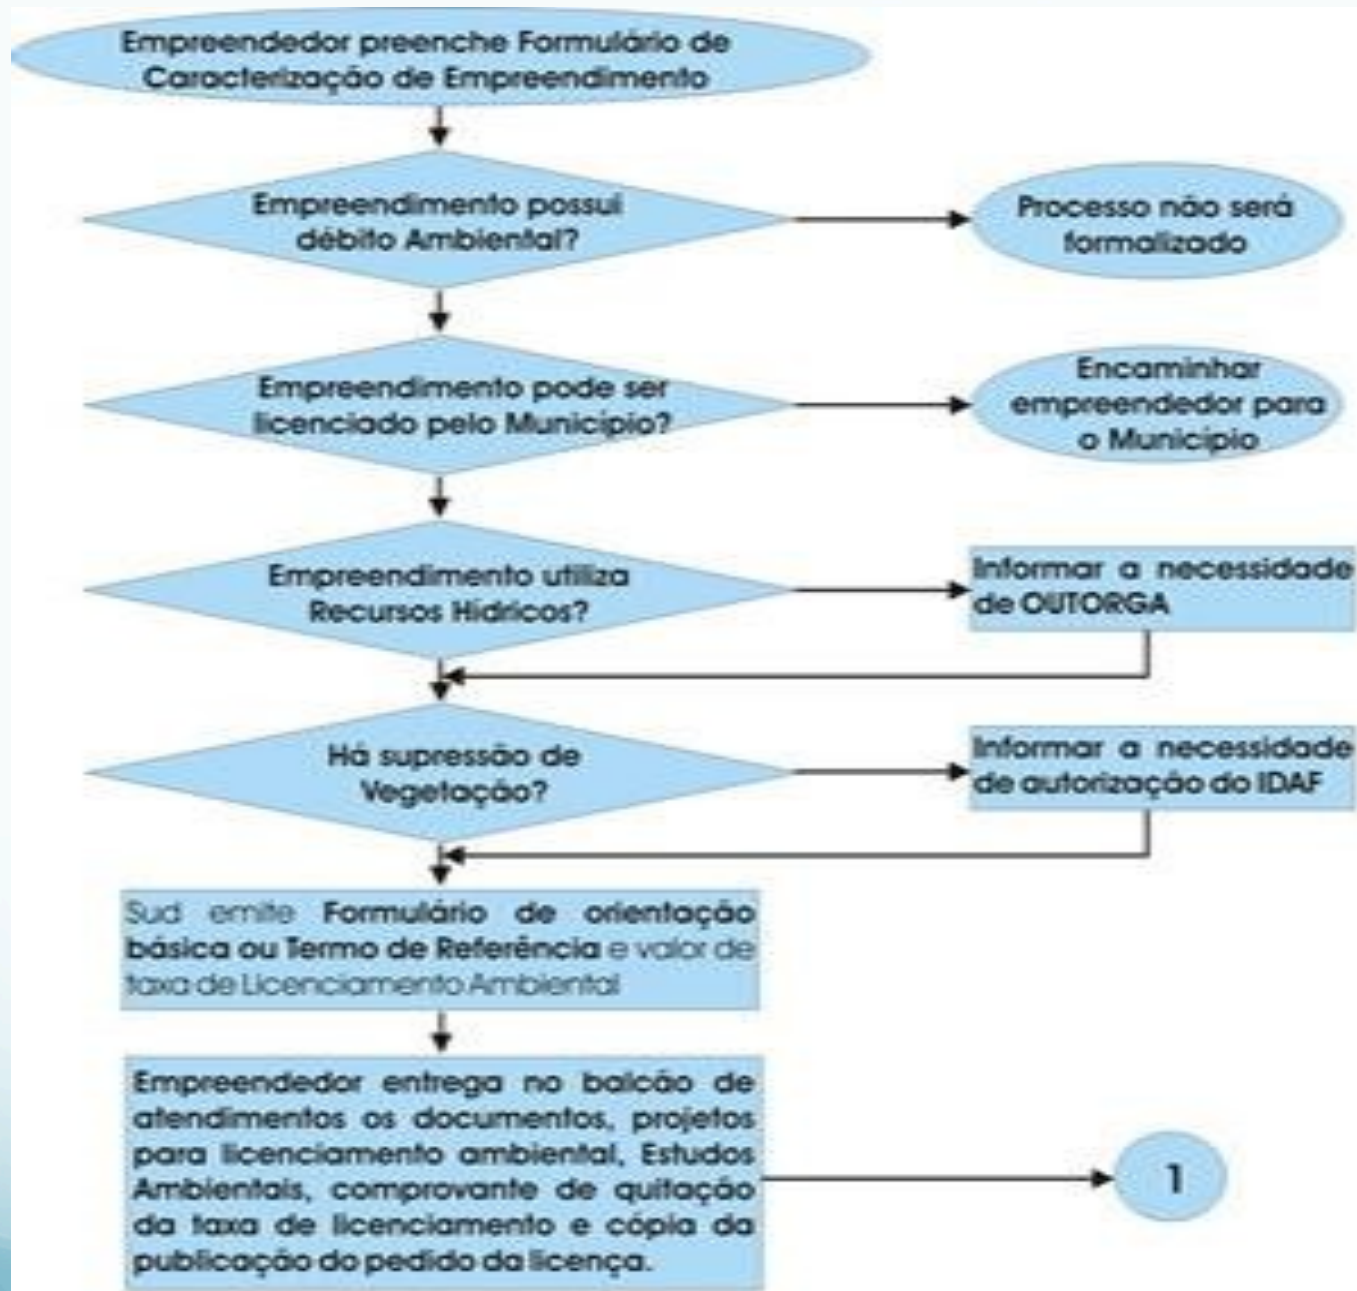 Empreendedor preenche Formulário de
Caracterização de Empreendimento
Empreendimento possui
débito Ambiental?
Processo não será
formalizado
Empreendimento pode ser
licenciado pelo Município?
Encaminhar
empreendedor para
o Município
Empreendimento utiliza
Recursos Hídricos?
Informar a necessidade
de OUTORGA
Há supressão de
Vegetação?
Informar a necessidade
de autorização do IDAF
Sud emite Formulário de orientação
básica ou Termo de Referência e valor de
taxa de Licenciamento Ambiental
Empreendedor entrega no balcão de
atendimentos os documentos, projetos
para licenciamento ambiental, Estudos
Ambientais, comprovante de quitação
da taxa de licenciamento e cópia da
publicação do pedido da licença.
1